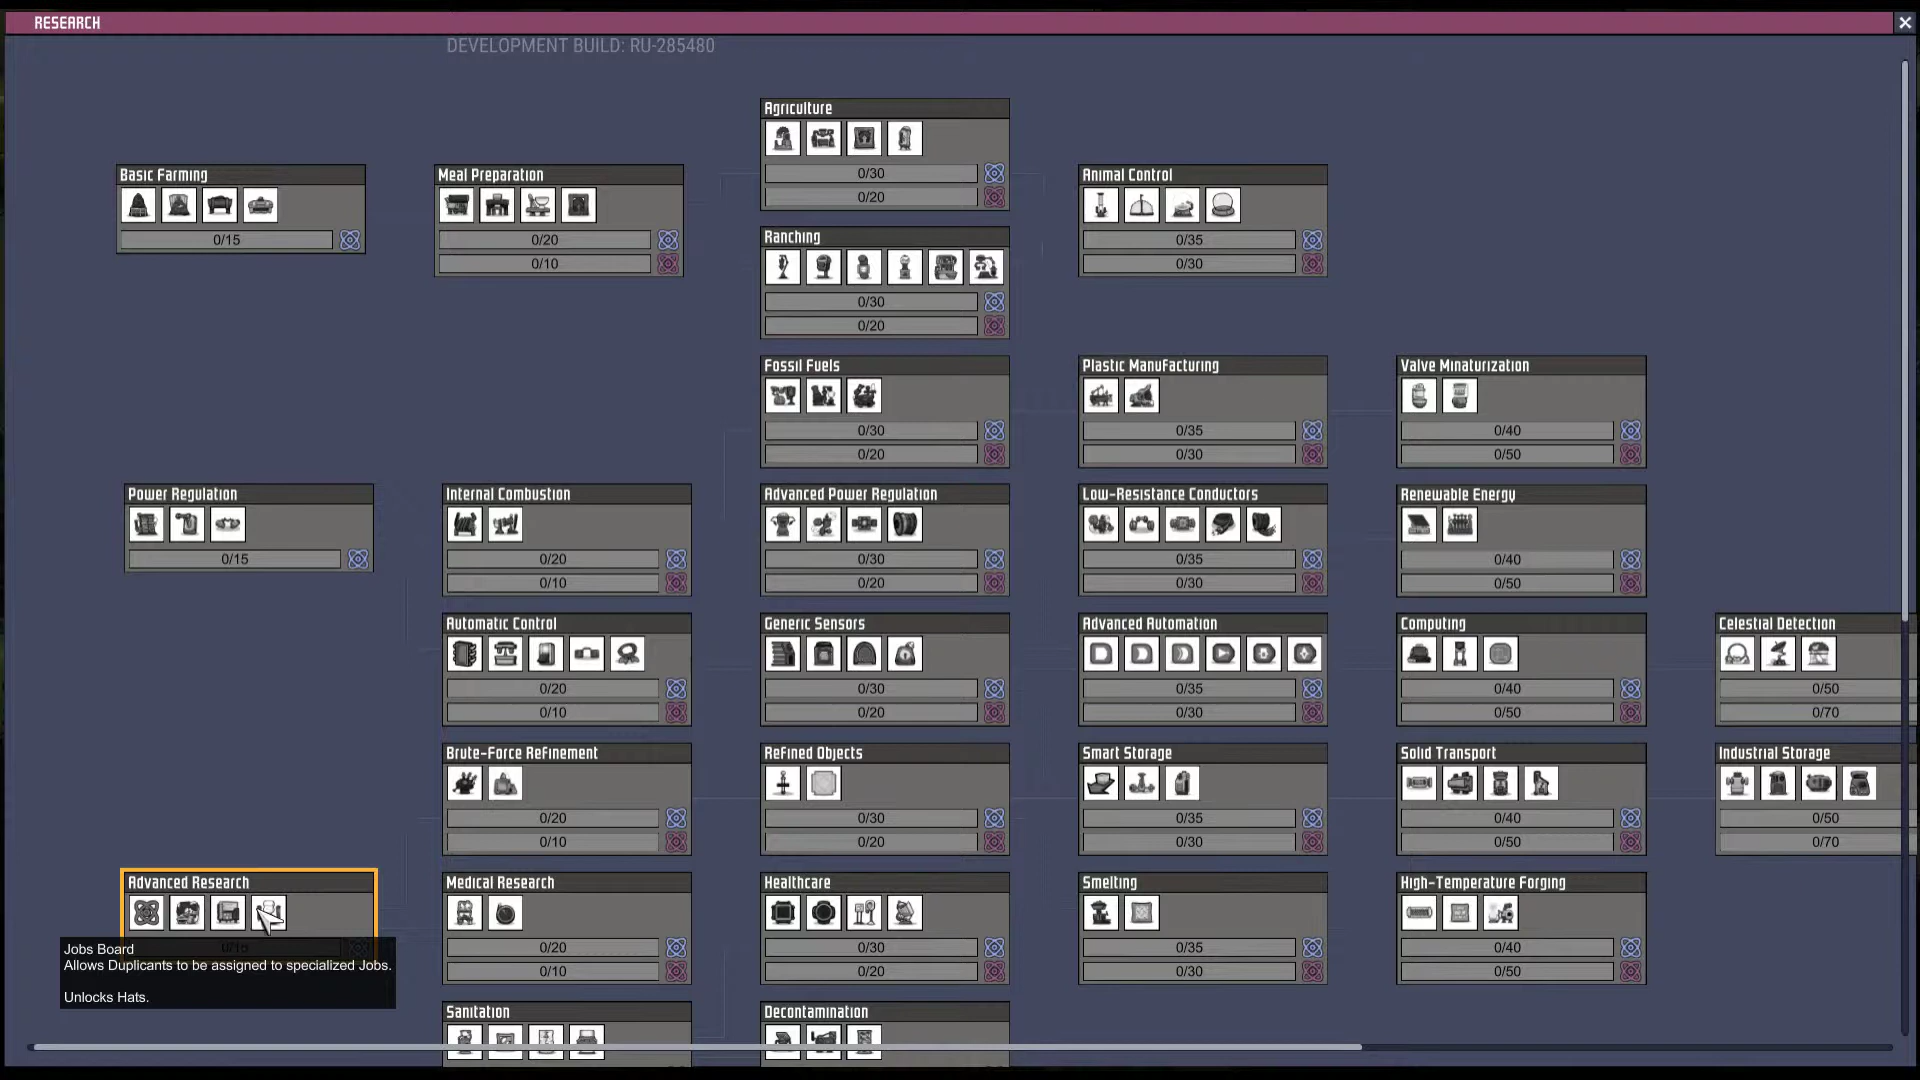 RESEARCH
DEVELOPMENT BUILD: RU-285480
Agriculture
0/30
0/20
Basic Farming
0/15
Meal Preparation
0/20
0/10
Animal Control
0/35
0/30
Ranching
0/30
0/20
Fossil Fuels
0/30
0/20
Plastic Manufacturing
0/35
0/30
Valve Minaturization
0/40
0/50
Power Regulation
0/15
Internal Combustion
0/20
0/10
Advanced Power Regulation
0/30
0/20
Low-Resistance Conductors
0/35
0/30
Renewable Energy
0/40
0/50
Automatic Control
0/20
0/10
Generic Sensors
0/30
0/20
Advanced Automation
0/35
0/30
Computing
0/40
0/50
Celestial Detection
0/50
0/70
Brute-Force Refinement
0/20
0/10
Refined Objects
0/30
0/20
Smart Storage
0/35
0/30
Solid Transport
0/40
0/50
Industrial Storage
0/50
0/70
Advanced Research
0/15
Jobs Board
Allows Duplicants to be assigned to specialized Jobs.
Unlocks Hats.
Medical Research
0/20
0/10
Healthcare
0/30
0/20
Smelting
0/35
0/30
High-Temperature Forging
0/40
0/50
Sanitation
Decontamination